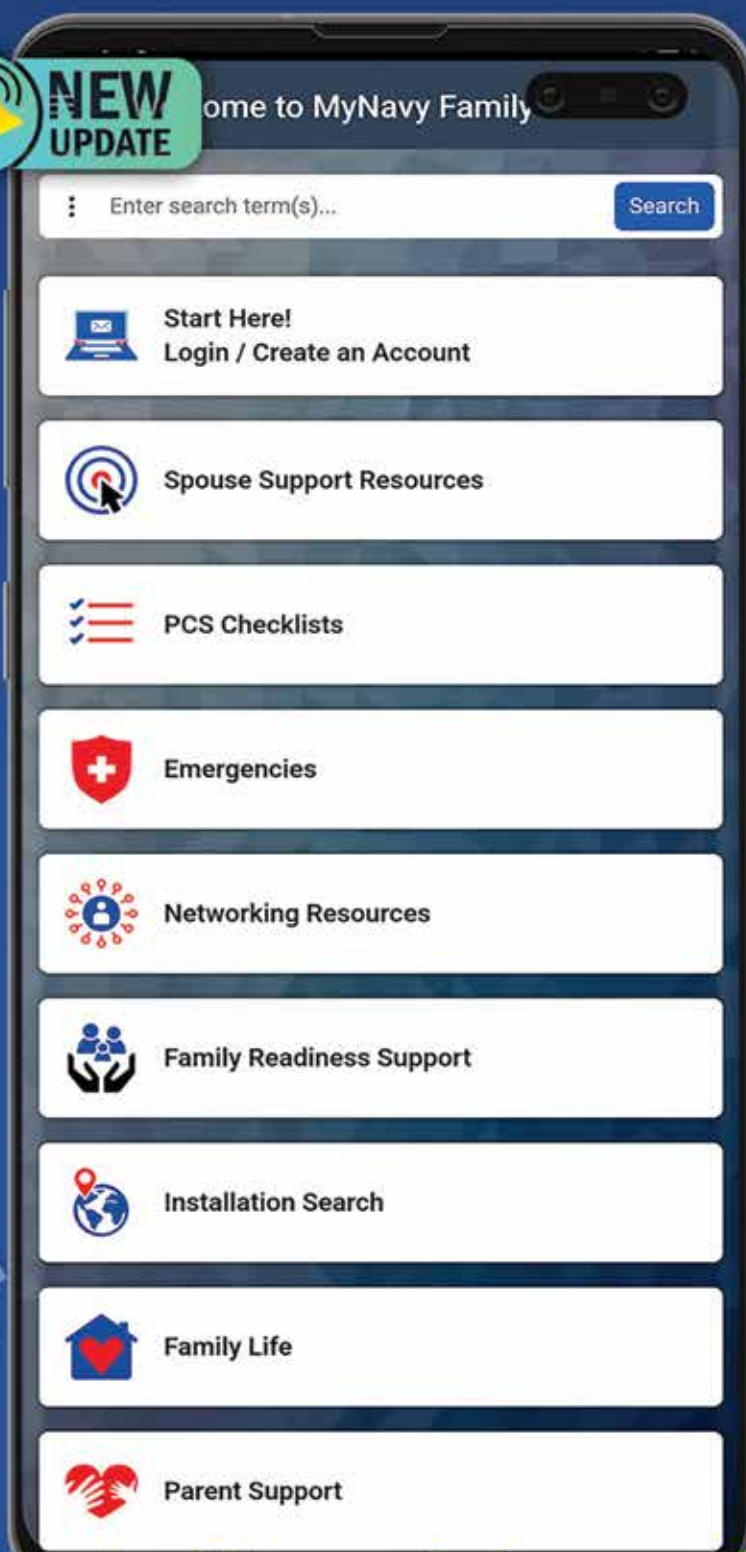 NEW
UPDATE
ome to MyNavy Family
Enter search term(s)...
Search
Start Here!
Login / Create an Account
Spouse Support Resources
PCS Checklists
Emergencies
Networking Resources
Family Readiness Support
Installation Search
Family Life
Parent Support